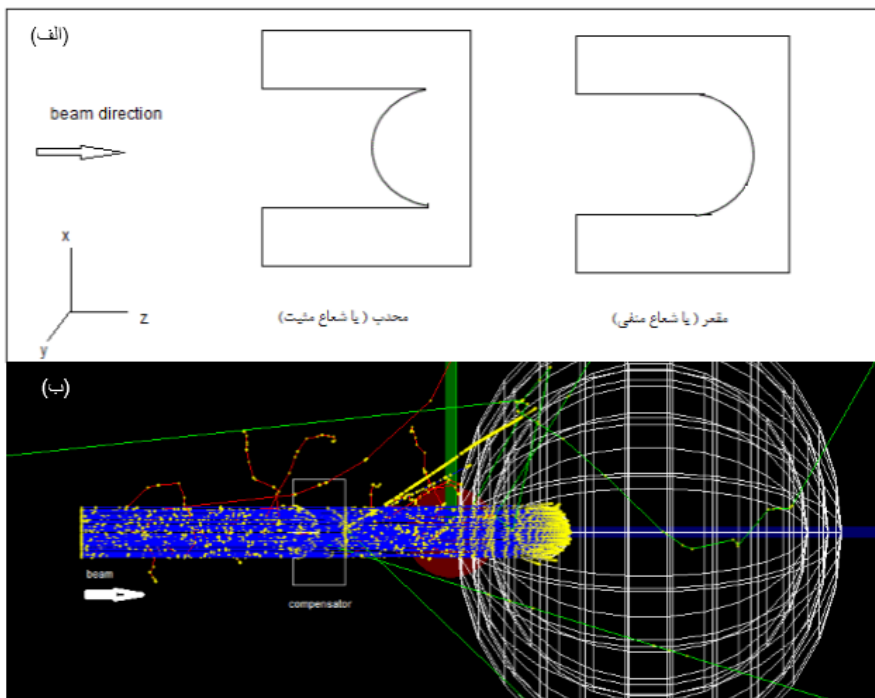 (الف)
beam direction
x
z
y
محدب (یا شعاع مثبت)
مقعر (یا شعاع منفی)
(ب)
beam
compensator